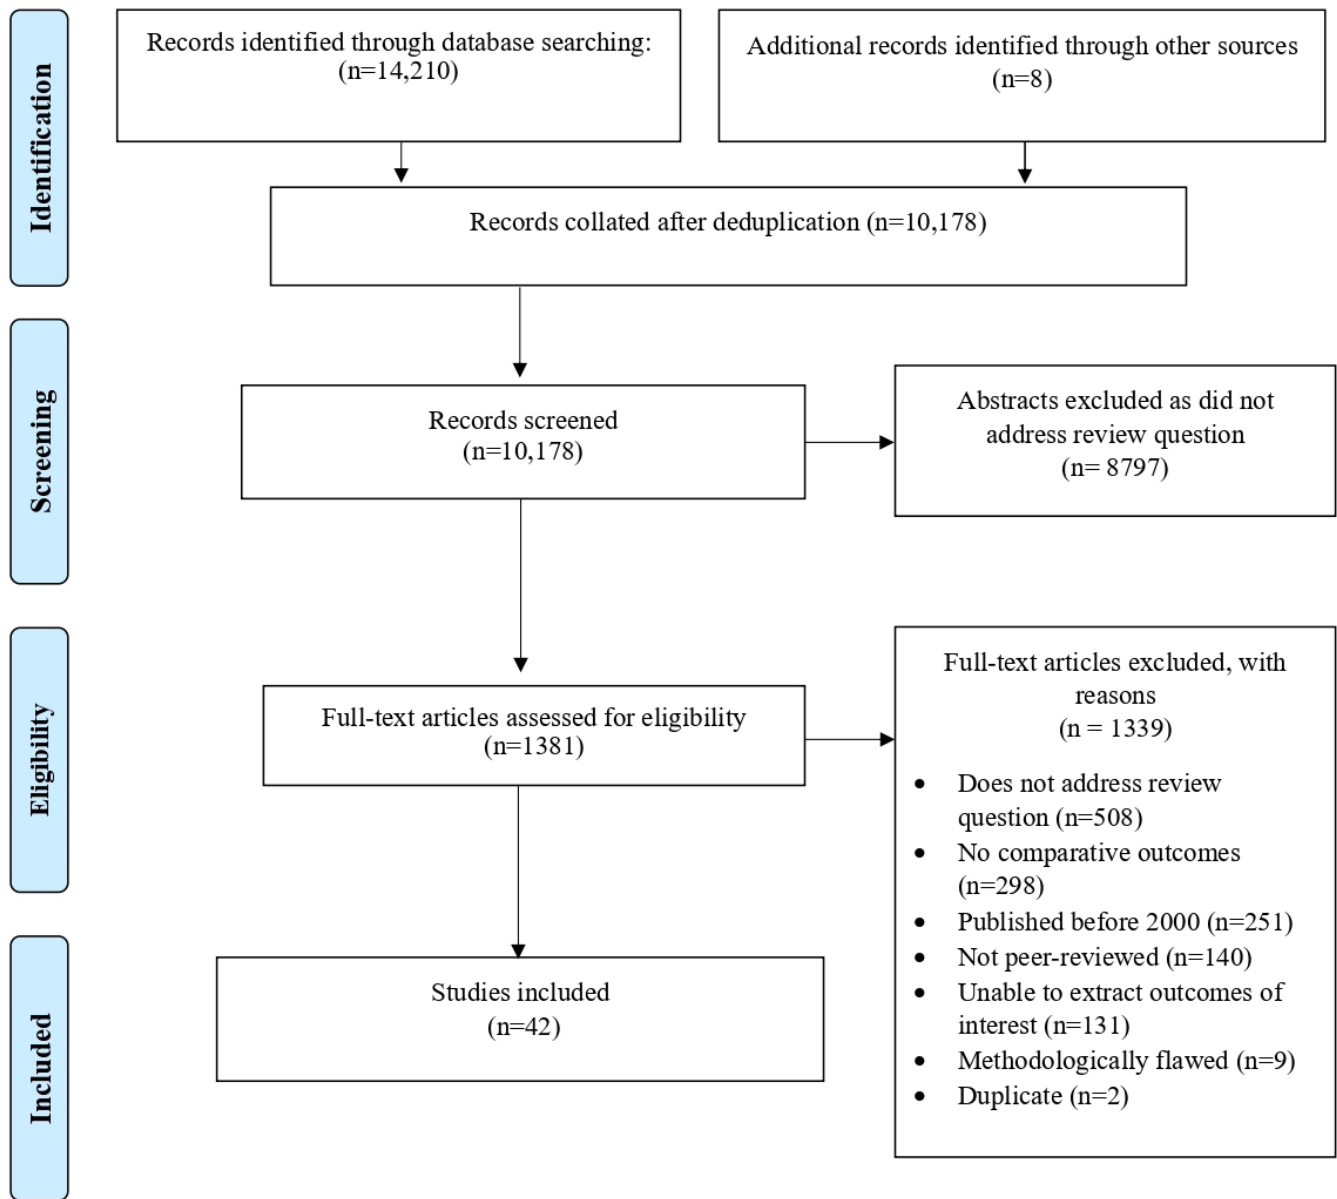 Identification
Records identified through database searching:
(n=14,210)
Additional records identified through other sources
(n=8)
Records collated after deduplication (n=10,178)
Screening
Records screened
(n=10,178)
Abstracts excluded as did not
address review question
(n= 8797)
Eligibility
Full-text articles assessed for eligibility
(n=1381)
Full-text articles excluded, with
reasons
(n = 1339)
• Does not address review
question (n=508)
• No comparative outcomes
(n=298)
• Published before 2000 (n=251)
• Not peer-reviewed (n=140)
• Unable to extract outcomes of
interest (n=131)
• Methodologically flawed (n=9)
• Duplicate (n=2)
Included
Studies included
(n=42)